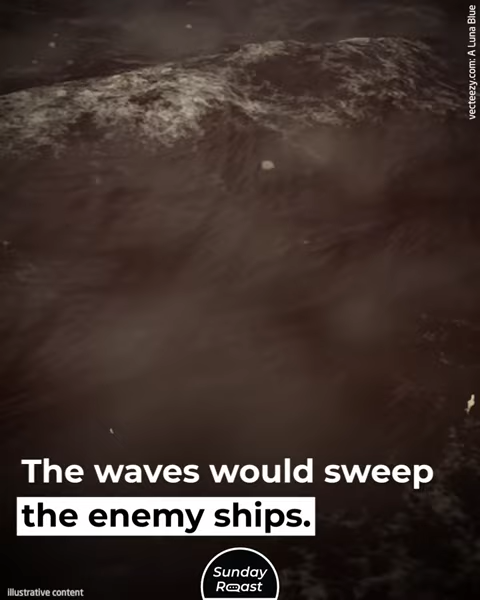 vecteezy.com: A Luna Blue
The waves would sweep
the enemy ships.
Sunday
Roast
illustrative content